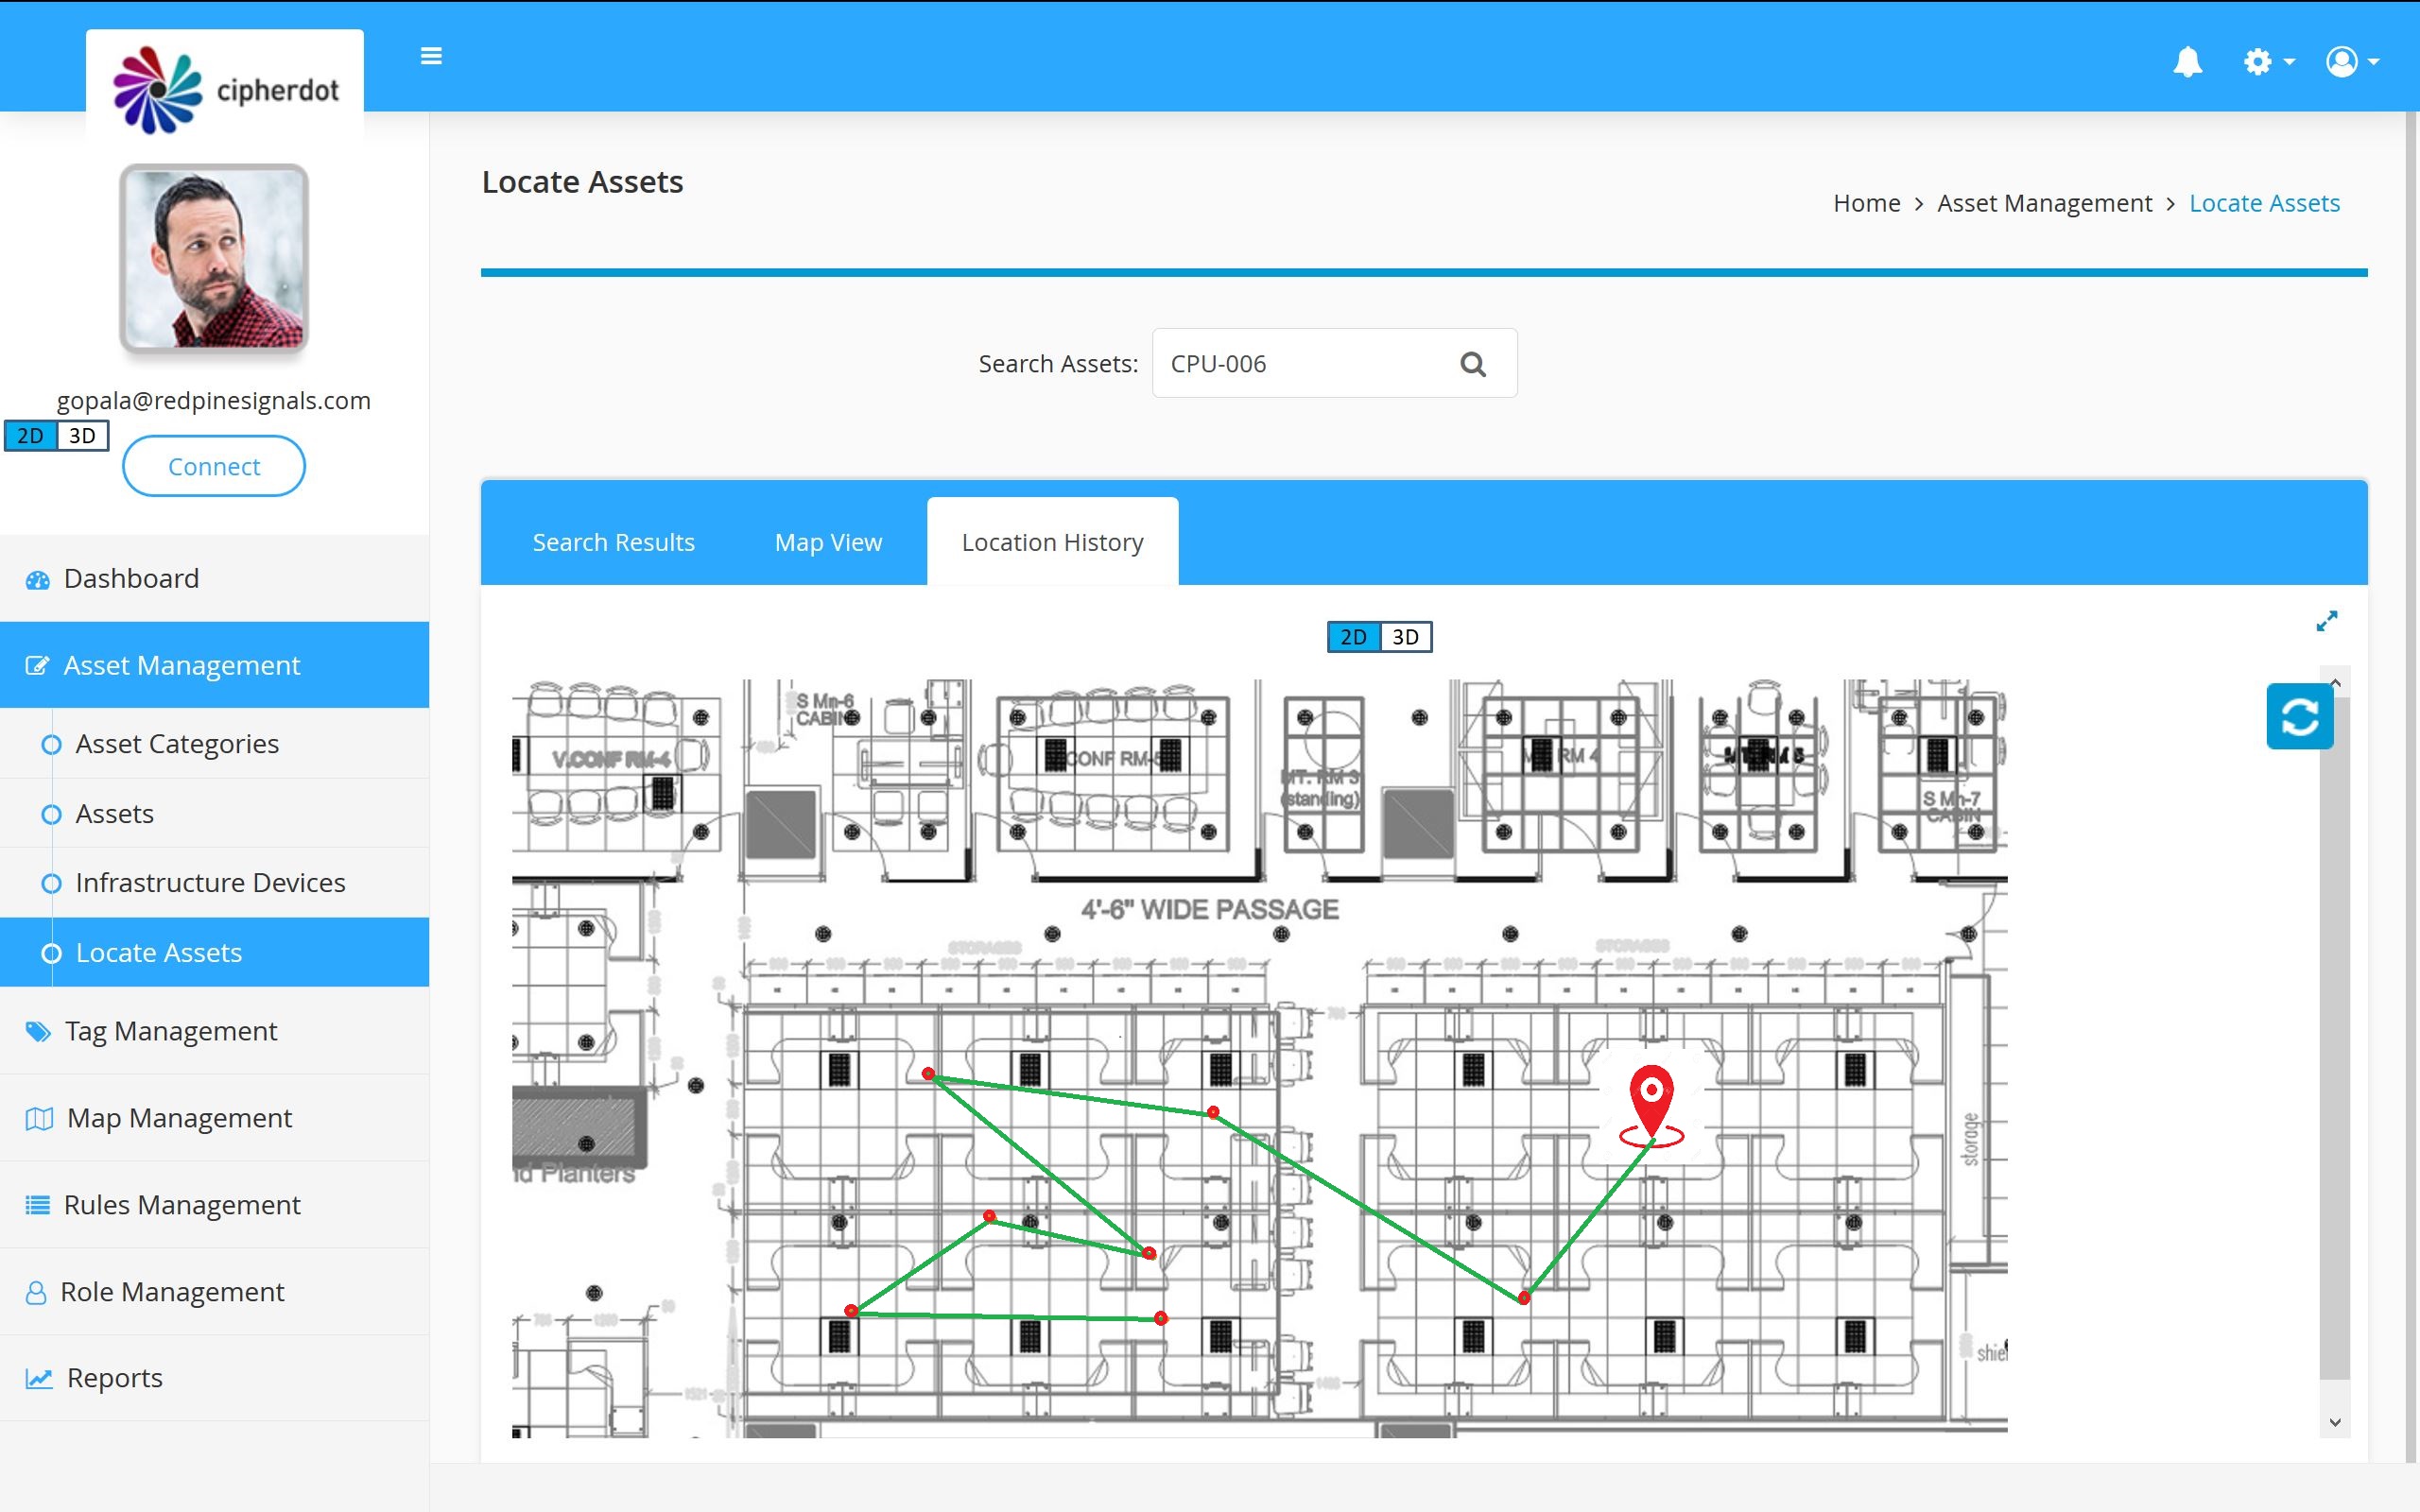 cipherdot
Locate Assets
Home > Asset Management > Locate Assets
Search Assets: CPU-006
gopala@redpinesignals.com
2D 3D
Connect
Search Results Map View Location History
Dashboard
Asset Management
Asset Categories
Assets
Infrastructure Devices
Locate Assets
Tag Management
Map Management
Rules Management
Role Management
Reports
2D 3D
S Mn-6
CABIN
V.CONF RM-4
CONF RM-5
MT. RM 3
(standing)
RM 4
S Mn-7
CABIN
4'-6" WIDE PASSAGE
STORAGES
STORAGES
storage
Planters